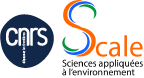 cnrs
Scale
Sciences appliquées
à l'environnement